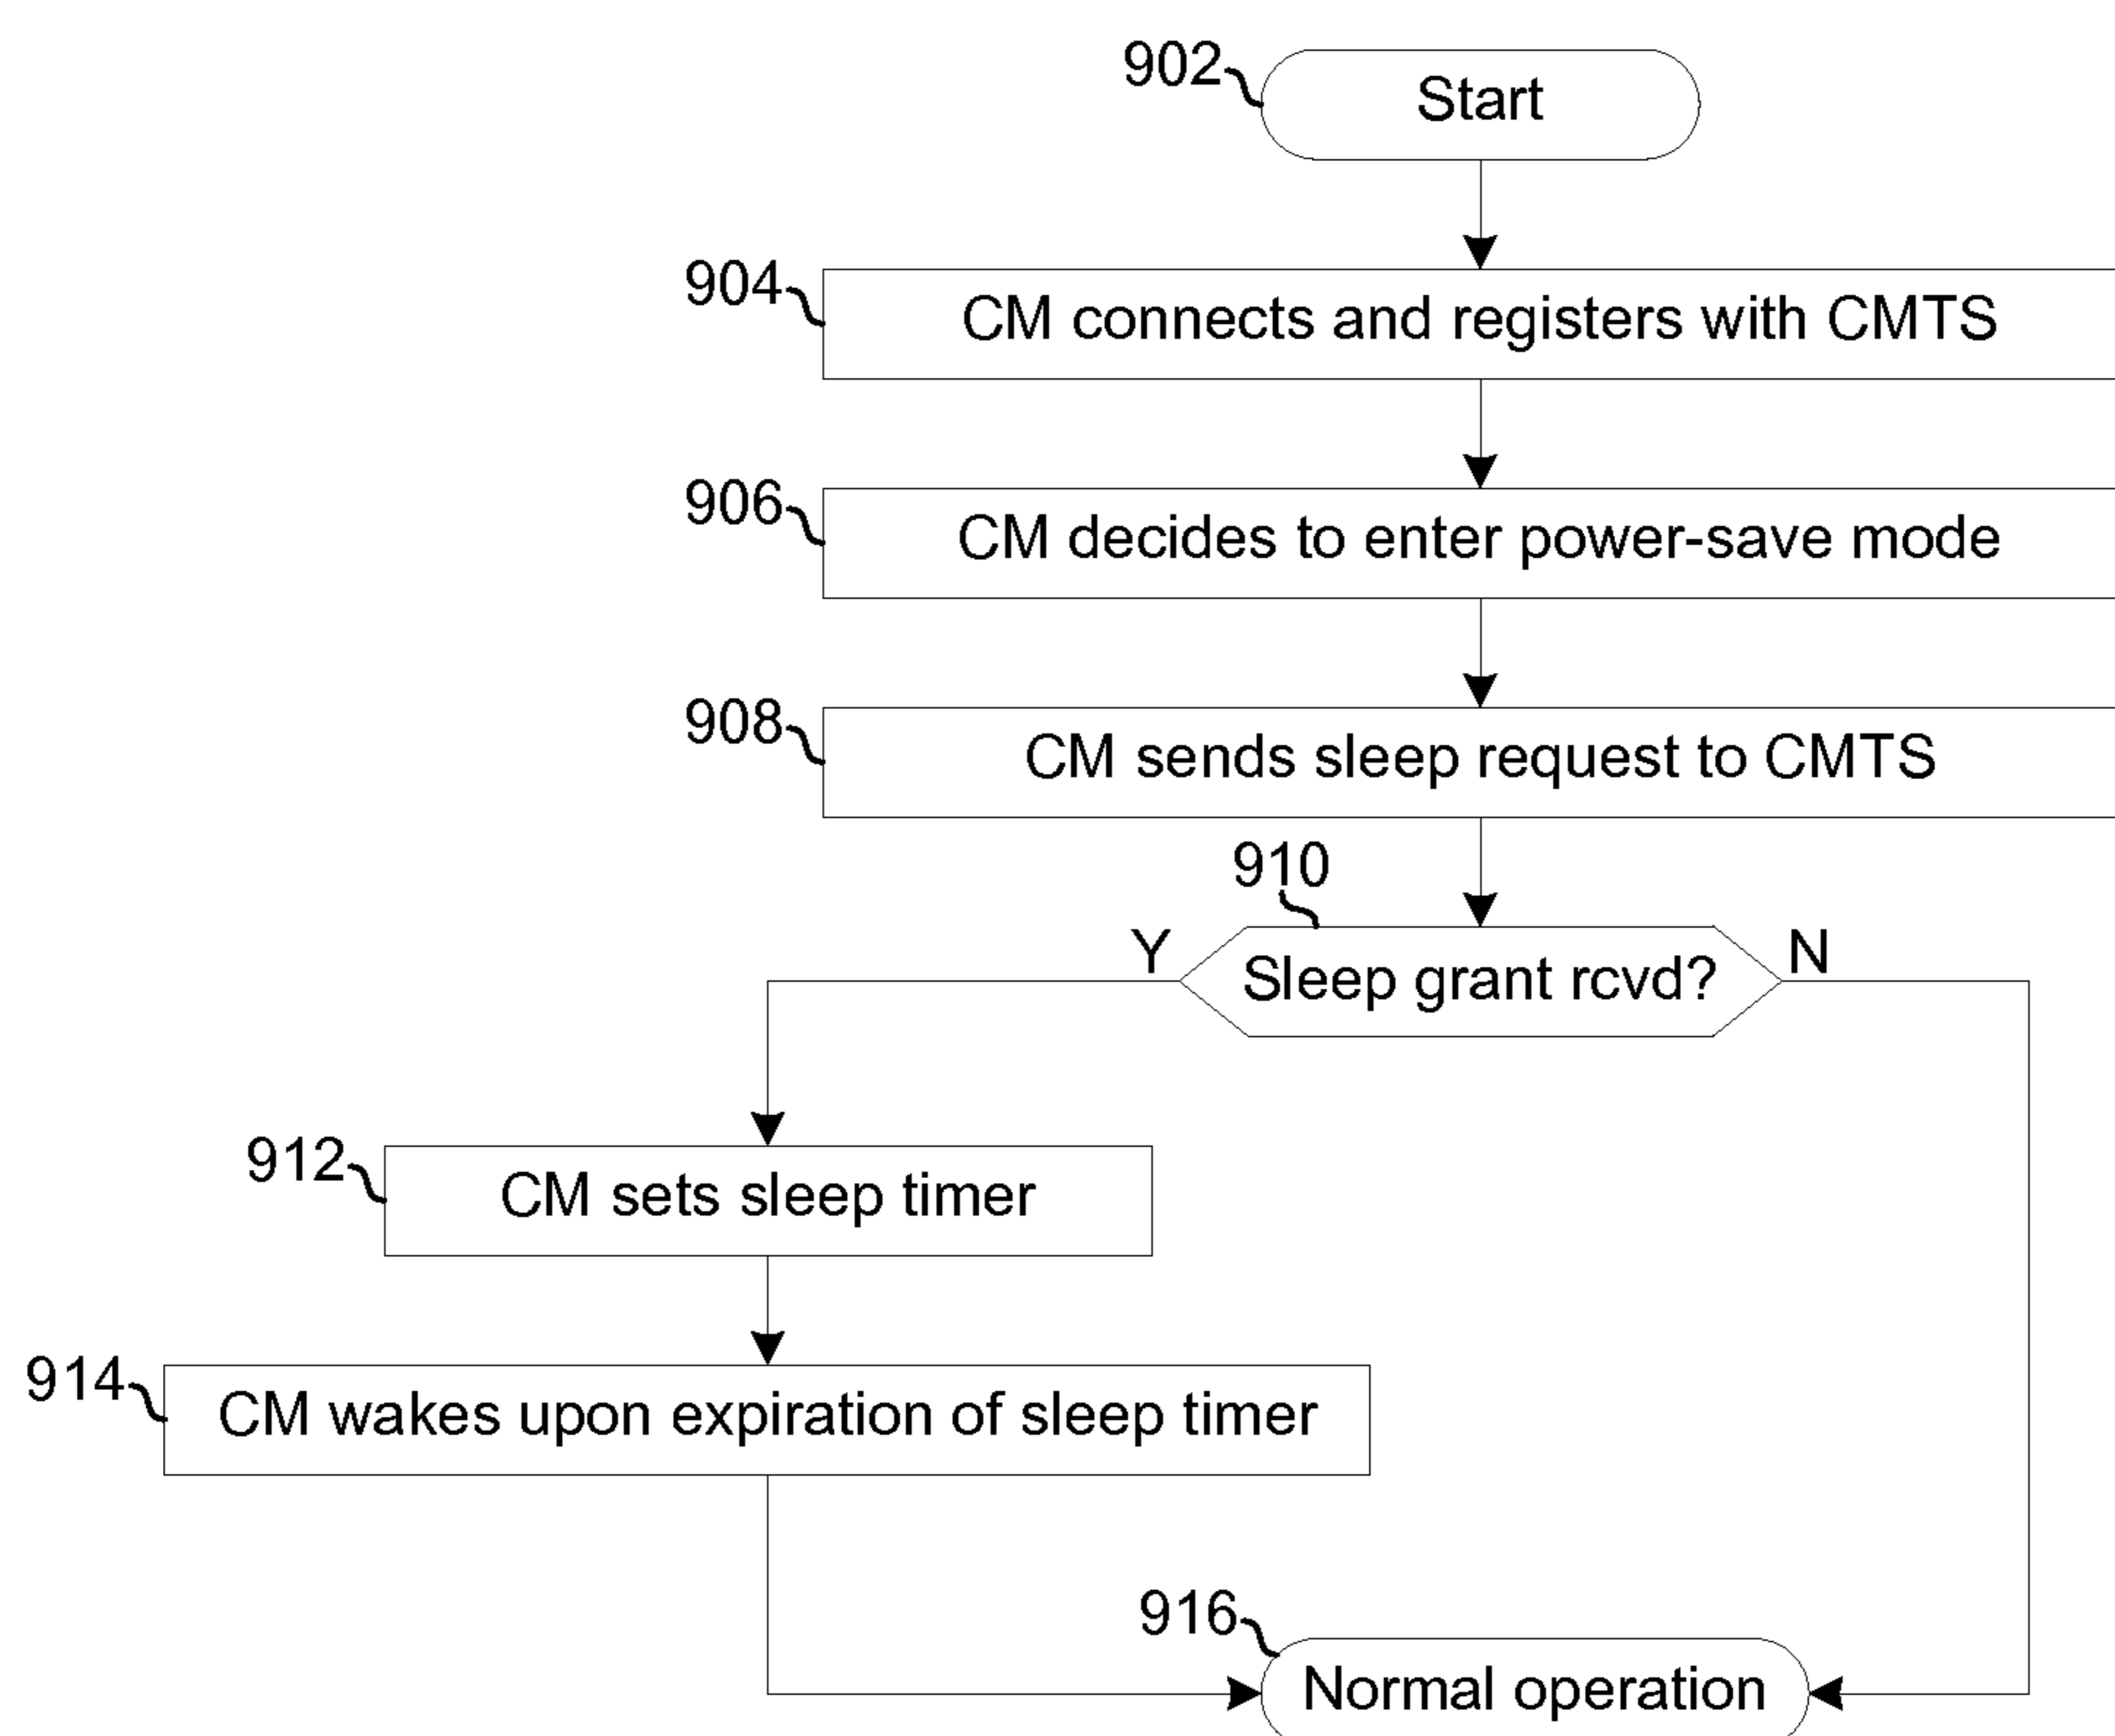 902
Start
904
CM connects and registers with CMTS
906
CM decides to enter power-save mode
908
CM sends sleep request to CMTS
910
Y
Sleep grant rcvd?
N
912
CM sets sleep timer
914
CM wakes upon expiration of sleep timer
916
Normal operation